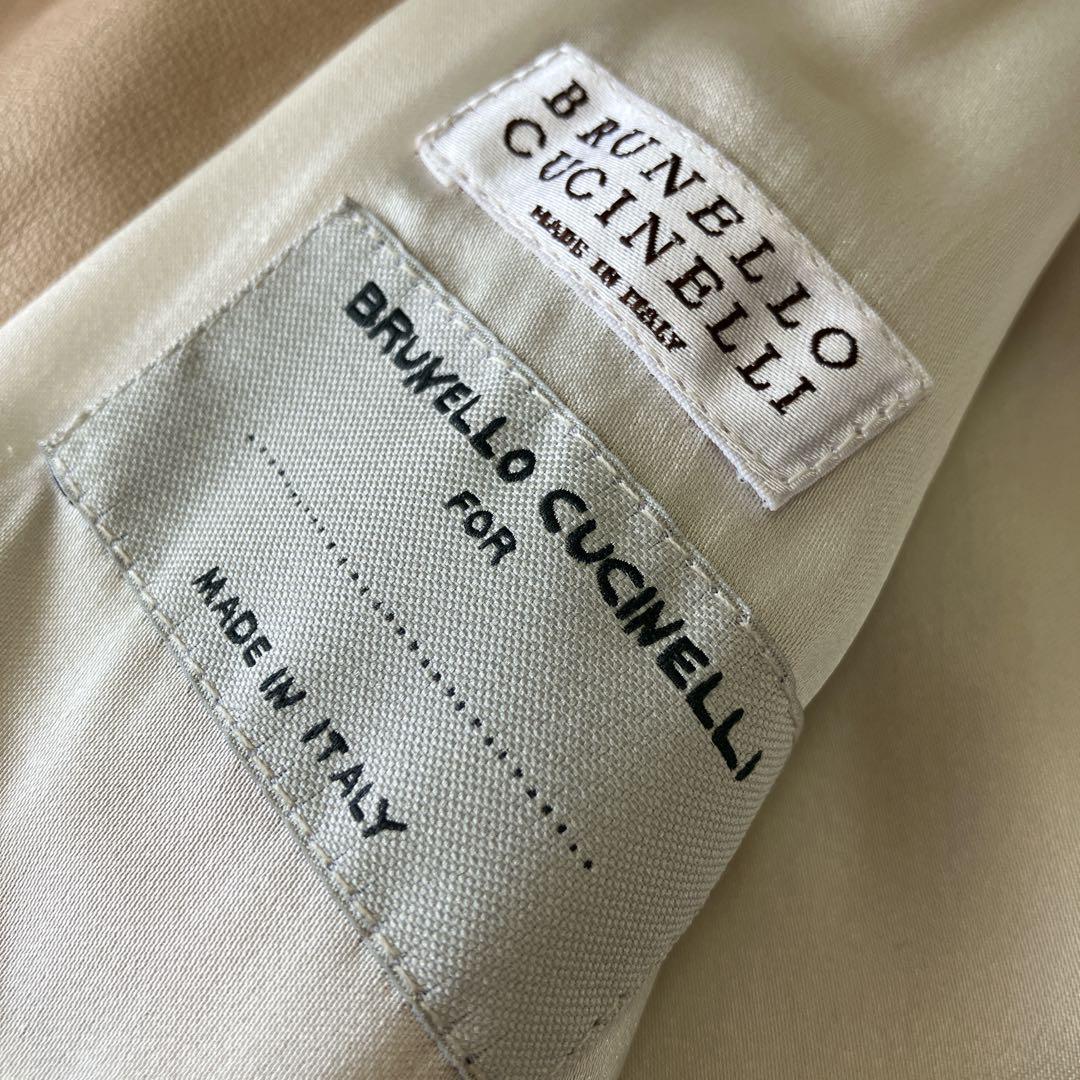 BRUNELLO
CUCINELLI
MADE IN ITALY
BRUNELLO CUCINELLI
FOR
................................
MADE IN ITALY